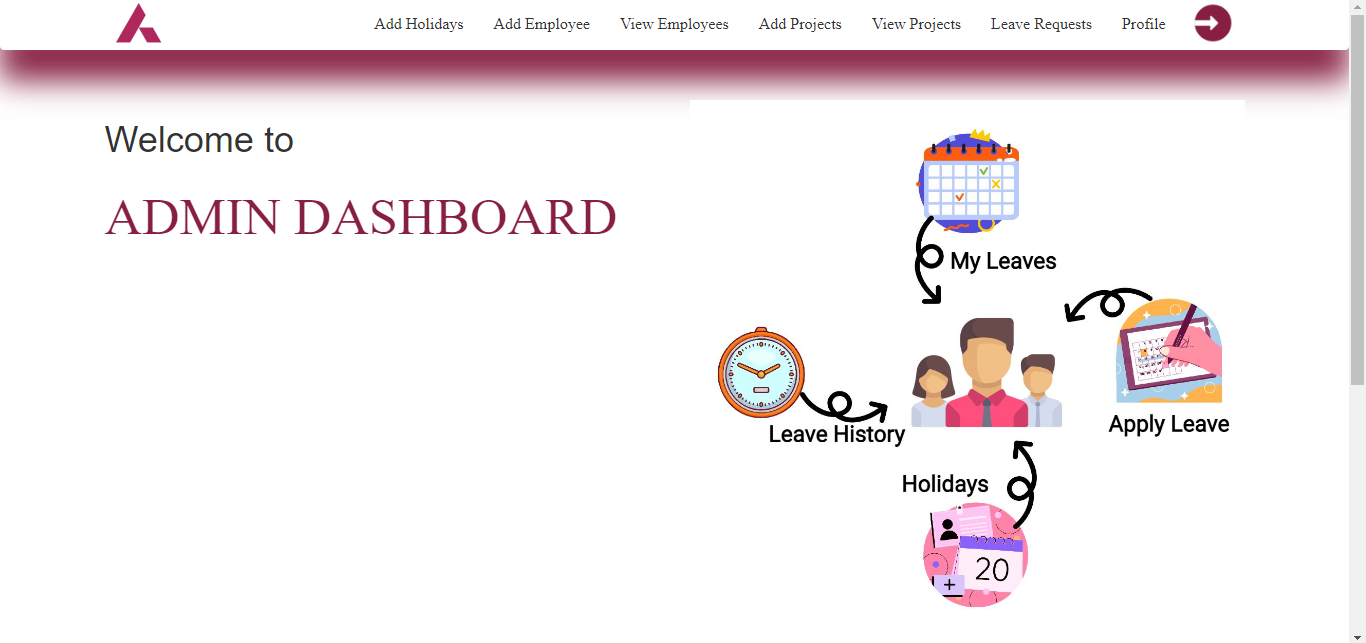 Add Holidays Add Employee View Employees Add Projects View Projects Leave Requests Profile
Welcome to
ADMIN DASHBOARD
My Leaves
Apply Leave
Leave History
Holidays
20